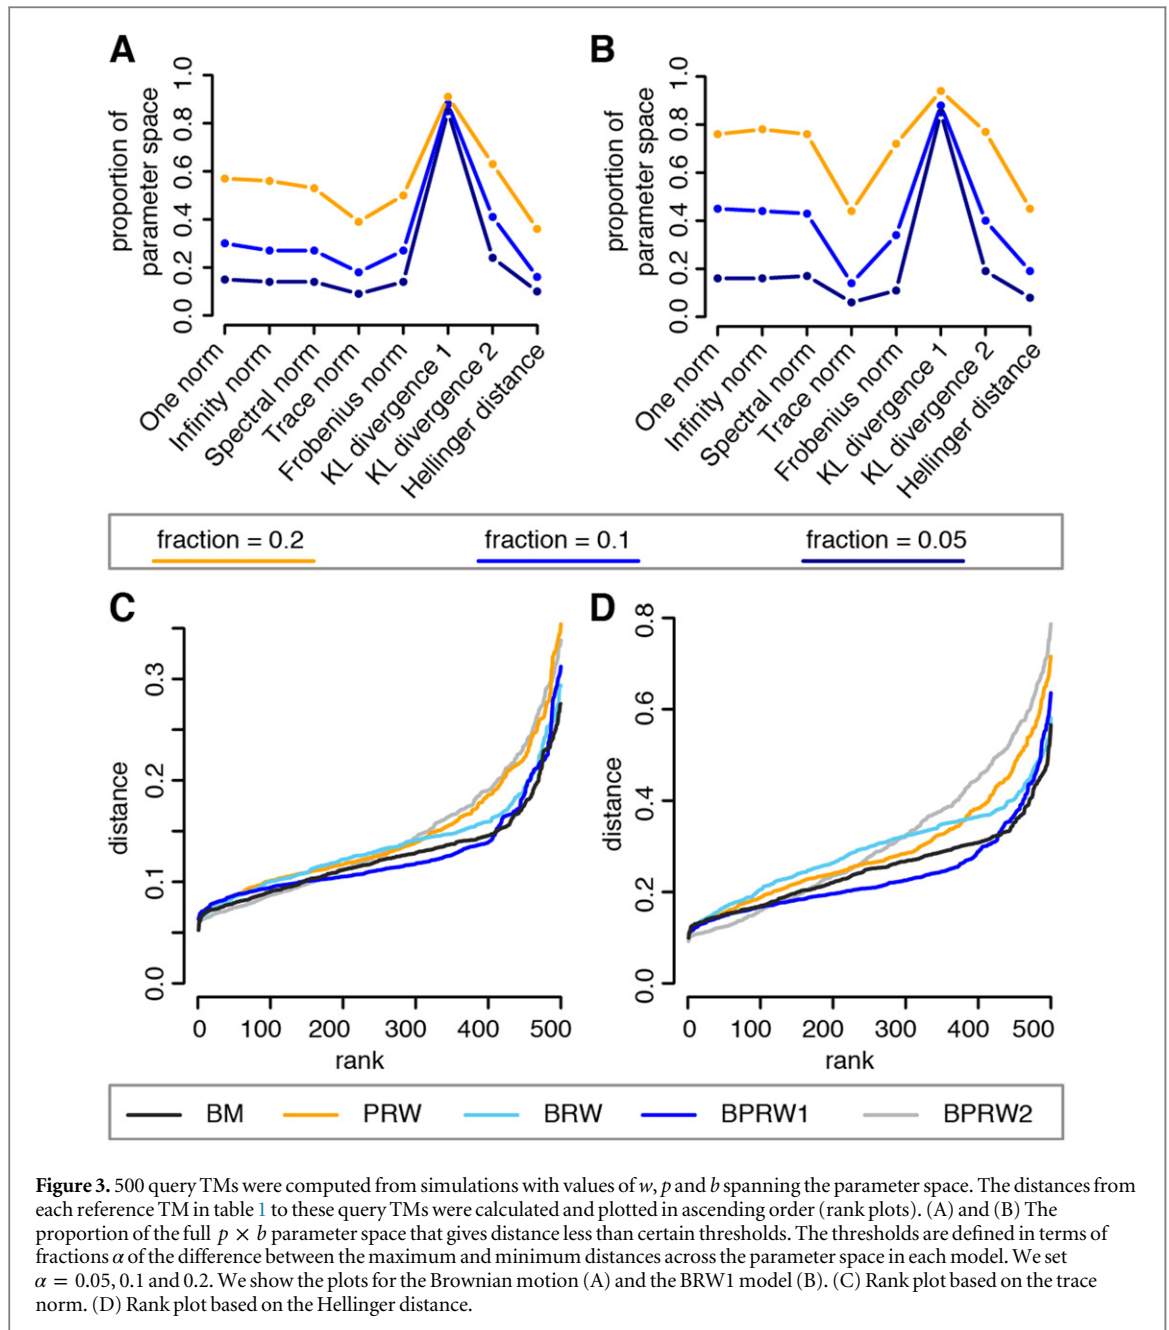 A
B
proportion of
parameter space
0.0 0.2 0.4 0.6 0.8 1.0
One norm
Infinity norm
Spectral norm
Trace norm
Frobenius norm
KL divergence 1
KL divergence 2
Hellinger distance
proportion of
parameter space
0.0 0.2 0.4 0.6 0.8 1.0
One norm
Infinity norm
Spectral norm
Trace norm
Frobenius norm
KL divergence 1
KL divergence 2
Hellinger distance
fraction = 0.2 fraction = 0.1 fraction = 0.05
C
D
distance
0.0 0.1 0.2 0.3
0 100 200 300 400 500
rank
distance
0.0 0.2 0.4 0.6 0.8
0 100 200 300 400 500
rank
BM PRW BRW BPRW1 BPRW2
Figure 3. 500 query TMs were computed from simulations with values of w, p and b spanning the parameter space. The distances from
each reference TM in table 1 to these query TMs were calculated and plotted in ascending order (rank plots). (A) and (B) The
proportion of the full p × b parameter space that gives distance less than certain thresholds. The thresholds are defined in terms of
fractions α of the difference between the maximum and minimum distances across the parameter space in each model. We set
α = 0.05, 0.1 and 0.2. We show the plots for the Brownian motion (A) and the BRW1 model (B). (C) Rank plot based on the trace
norm. (D) Rank plot based on the Hellinger distance.